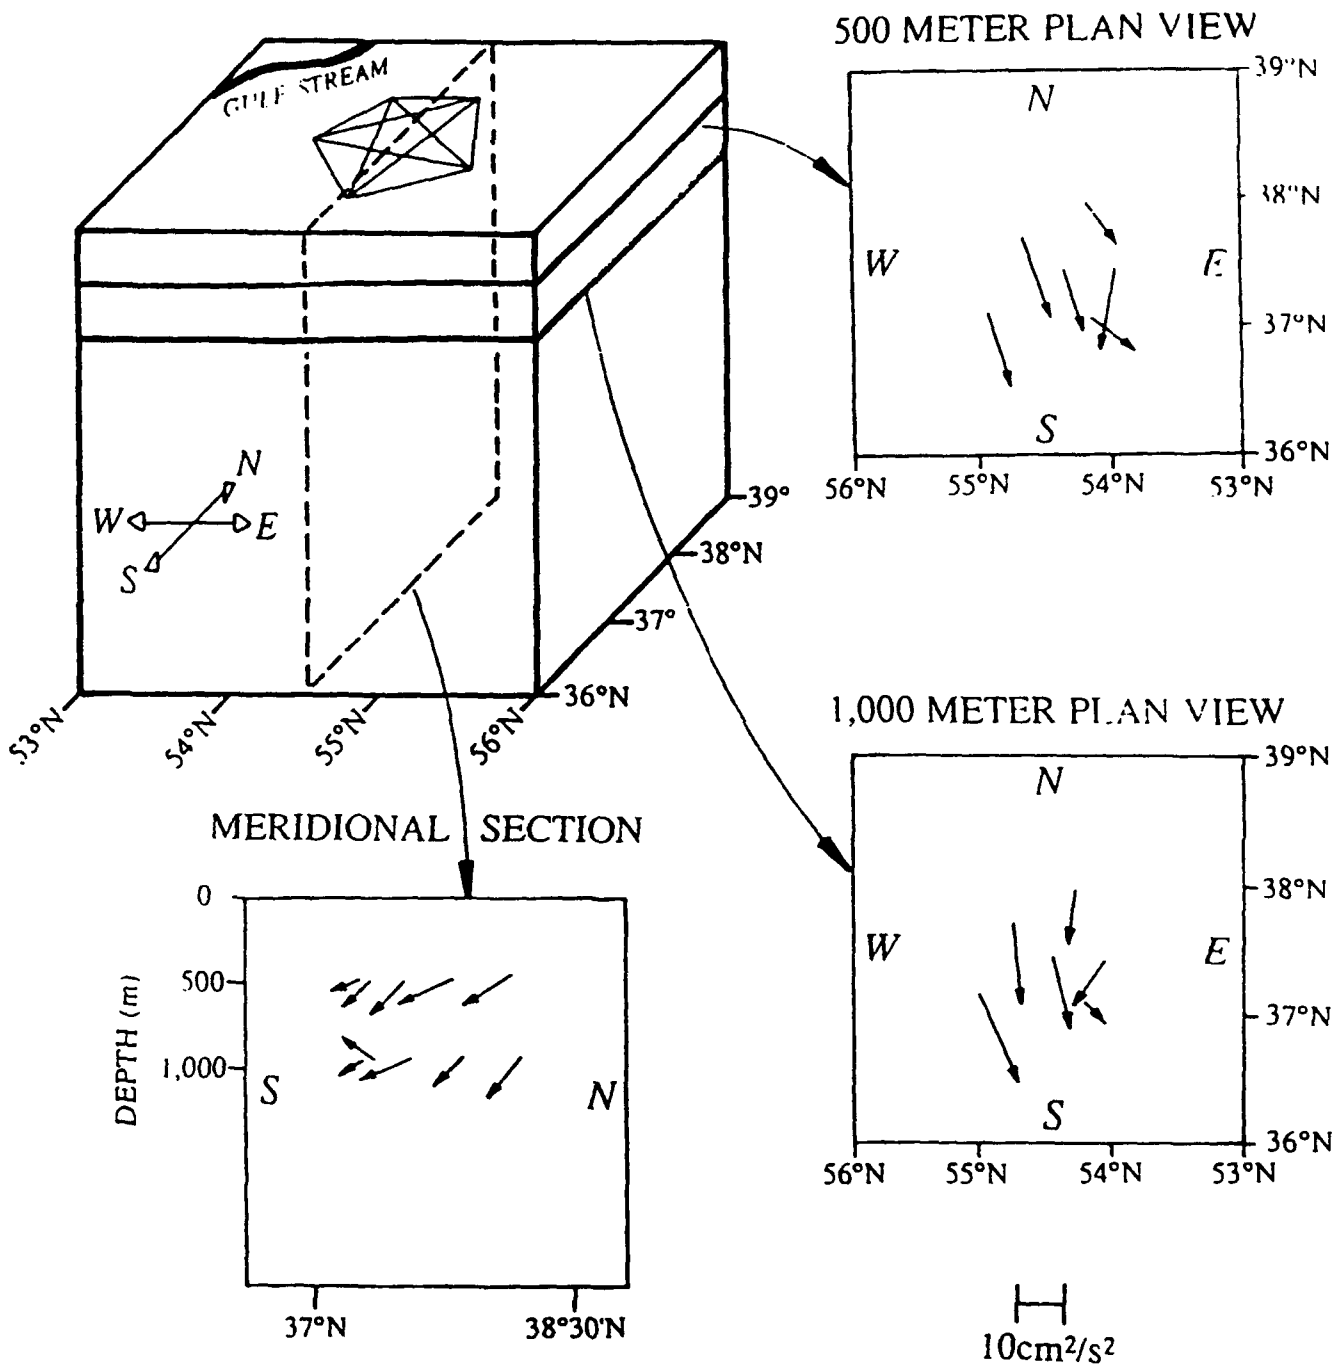 500 METER PLAN VIEW
GULF STREAM
39"N
38"N
37°N
36°N
N
W
E
S
56°N 55°N 54°N 53°N
N
W E
S
39°
38°N
37°
36°N
53°N 54°N 55°N 56°N
1,000 METER PLAN VIEW
39°N
38°N
37°N
36°N
N
W E
S
56°N 55°N 54°N 53°N
MERIDIONAL SECTION
0
500
1,000
DEPTH (m)
S N
37°N 38°30'N
10cm²/s²